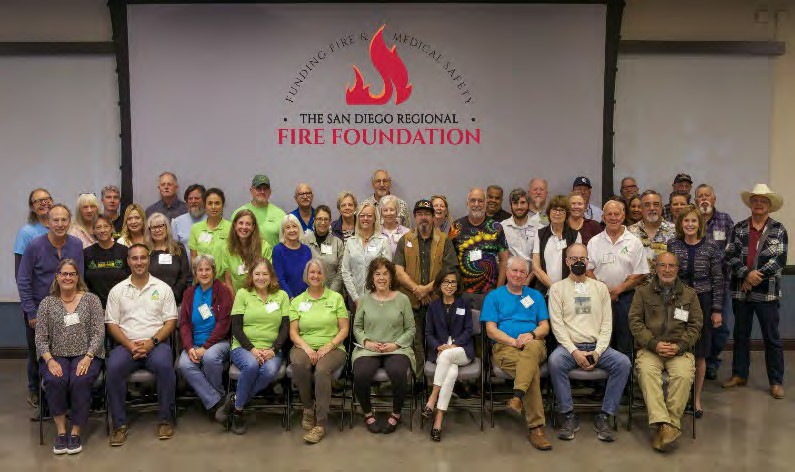 FUNDING FIRE & MEDICAL SAFETY
• THE SAN DIEGO REGIONAL •
FIRE FOUNDATION